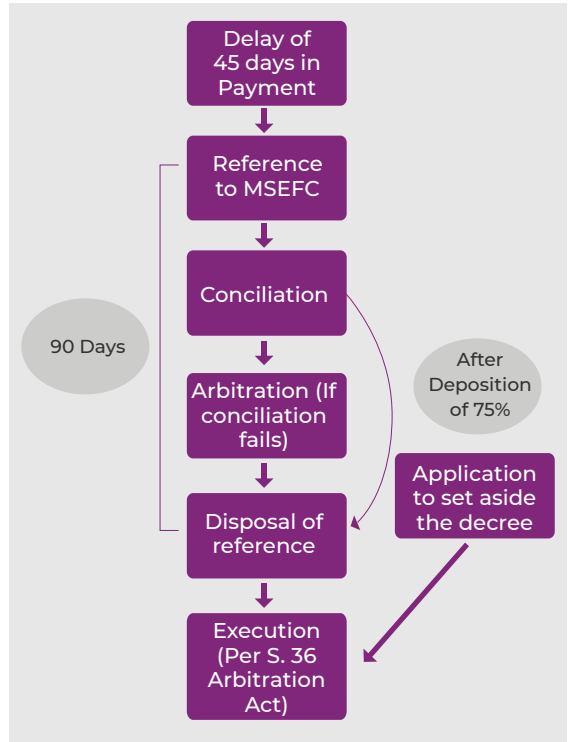 Delay of
45 days in
Payment
Reference
to MSEFC
Conciliation
90 Days
Arbitration (If
conciliation
fails)
After
Deposition
of 75%
Application
to set aside
the decree
Disposal of
reference
Execution
(Per S. 36
Arbitration
Act)